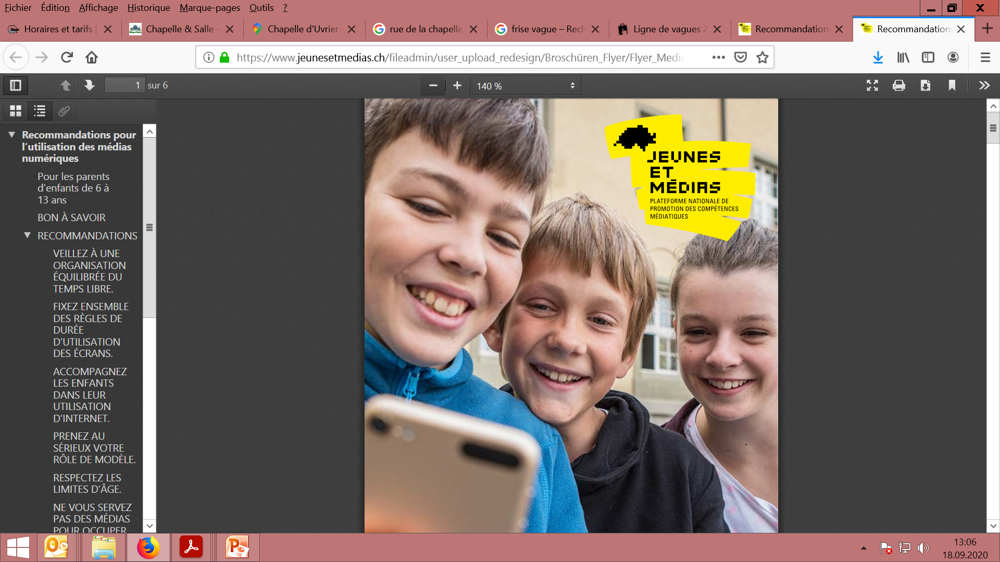 Fichier Édition Affichage Historique Marque-pages Outils ?
Horaires et tarifs | Chapelle & Salle – Chapelle d'Uvrier rue de la chapelle frise vague – Rech Ligne de vagues 2 Recommandations Recommandations
https://www.jeunesetmedias.ch/fileadmin/user_upload_redesign/Broschüren_Flyer/Flyer_Medie
1 sur 6
140 %
Recommandations pour
l’utilisation des médias
numériques
Pour les parents
d’enfants de 6 à
13 ans
BON À SAVOIR
RECOMMANDATIONS
VEILLEZ À UNE
ORGANISATION
ÉQUILIBRÉE DU
TEMPS LIBRE.
FIXEZ ENSEMBLE
DES RÈGLES DE
DURÉE
D’UTILISATION
DES ÉCRANS.
ACCOMPAGNEZ
LES ENFANTS
DANS LEUR
UTILISATION
D’INTERNET.
PRENEZ AU
SÉRIEUX VOTRE
RÔLE DE MODÈLE.
RESPECTEZ LES
LIMITES D’ÂGE.
NE VOUS SERVEZ
PAS DES MÉDIAS
POUR OCCUPER
JEUNES
ET
MÉDIAS
PLATEFORME NATIONALE DE
PROMOTION DES COMPÉTENCES
MÉDIATIQUES
13:06
18.09.2020